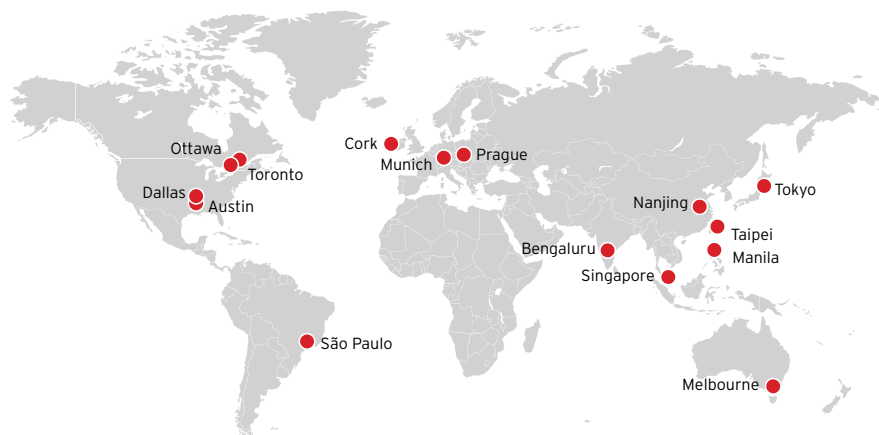 Ottawa
Toronto
Dallas
Austin
São Paulo
Cork
Munich
Prague
Tokyo
Nanjing
Taipei
Bengaluru
Manila
Singapore
Melbourne